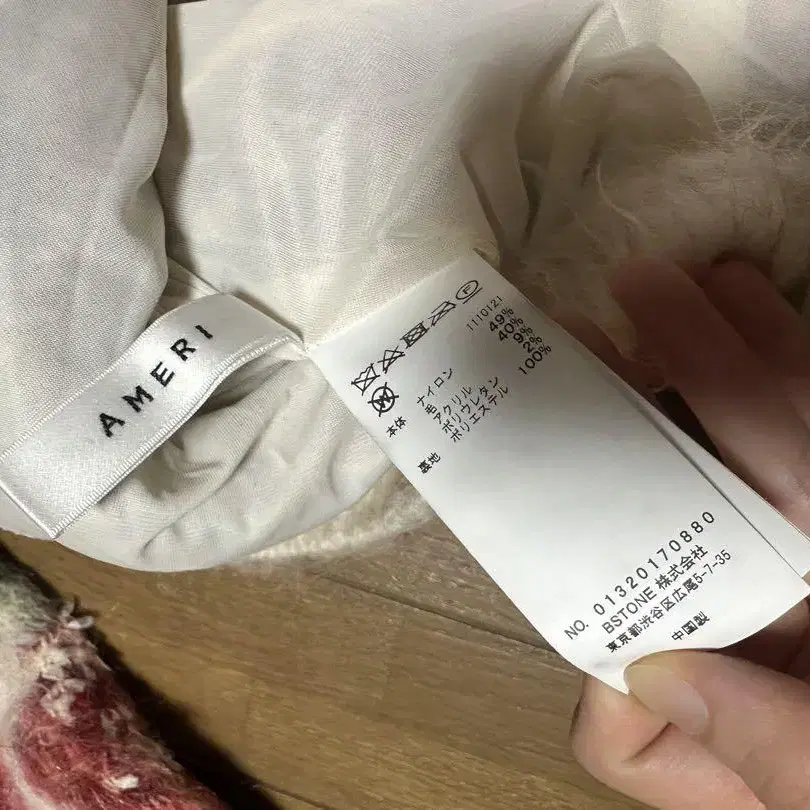 AMERI
F
1110121
本体 ナイロン 49%
毛 40%
アクリル 9%
ポリウレタン 2%
裏地 ポリエステル 100%
NO. 01320170880
BSTONE 株式会社
東京都渋谷区広尾5-7-35
中国製